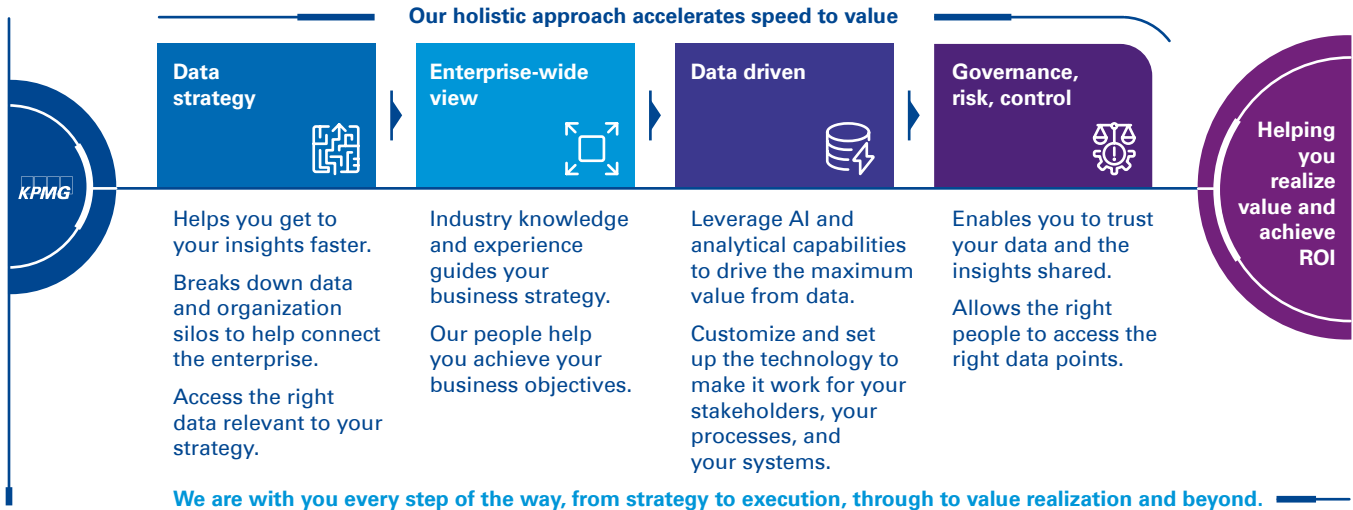 Our holistic approach accelerates speed to value
KPMG
Data
strategy
Helps you get to
your insights faster.
Breaks down data
and organization
silos to help connect
the enterprise.
Access the right
data relevant to your
strategy.
Enterprise-wide
view
Industry knowledge
and experience
guides your
business strategy.
Our people help
you achieve your
business objectives.
Data driven
Leverage AI and
analytical capabilities
to drive the maximum
value from data.
Customize and set
up the technology to
make it work for your
stakeholders, your
processes, and
your systems.
Governance,
risk, control
Enables you to trust
your data and the
insights shared.
Allows the right
people to access the
right data points.
Helping
you
realize
value and
achieve
ROI
We are with you every step of the way, from strategy to execution, through to value realization and beyond.